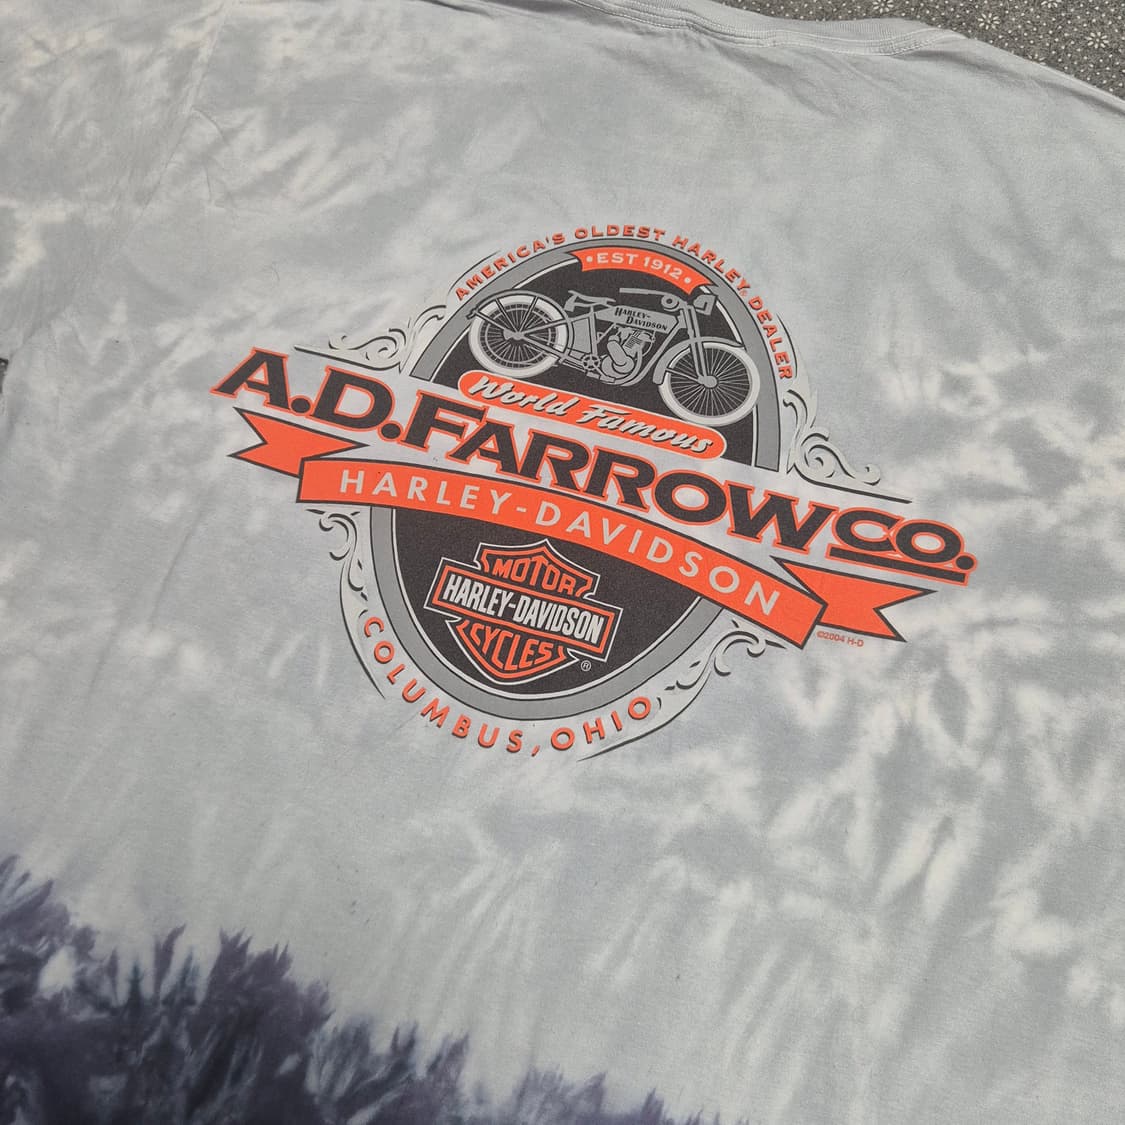 AMERICA'S OLDEST HARLEY® DEALER
•EST 1912•
HARLEY-
DAVIDSON
World Famous
A.D. FARROW CO.
HARLEY-DAVIDSON
MOTOR
HARLEY-DAVIDSON
CYCLES
®
©2004 H-D
COLUMBUS, OHIO